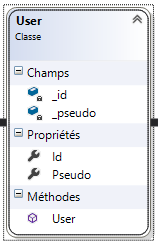 User
Classe
Champs
_id
_pseudo
Propriétés
Id
Pseudo
Méthodes
User